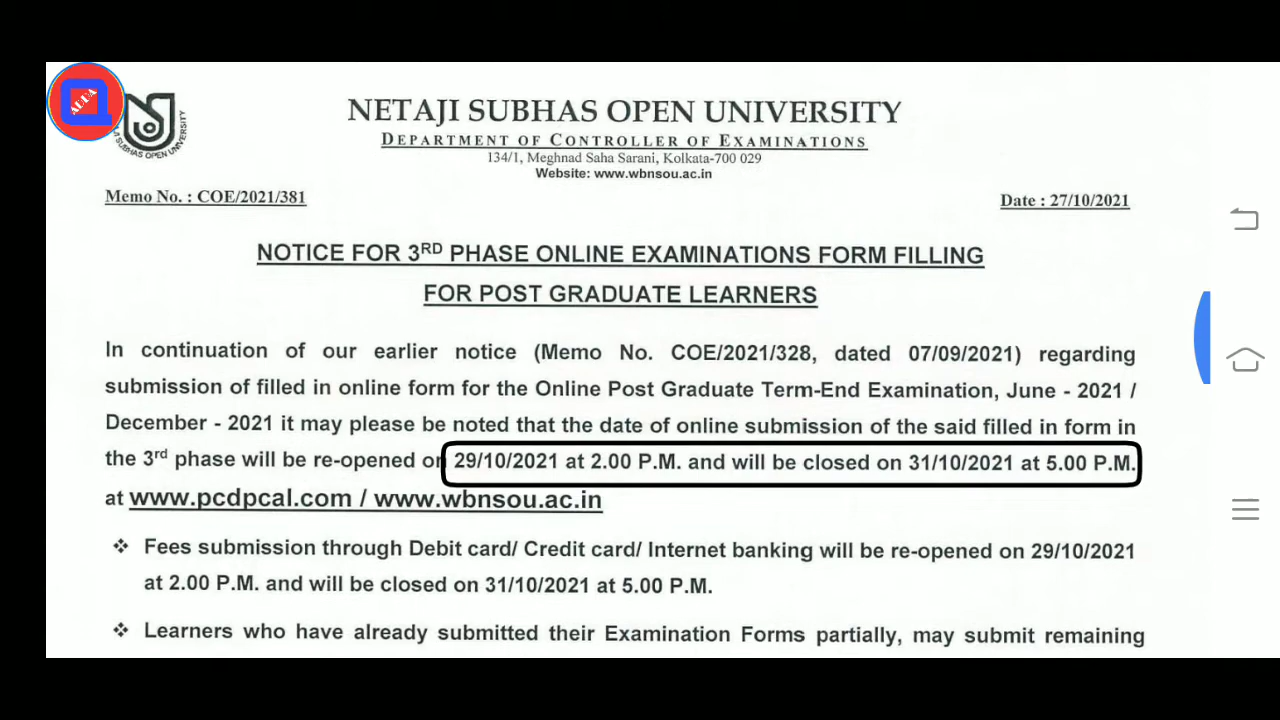 NETAJI SUBHAS OPEN UNIVERSITY
DEPARTMENT OF CONTROLLER OF EXAMINATIONS
134/1, Meghnad Saha Sarani, Kolkata-700 029
Website: www.wbnsou.ac.in
Memo No. : COE/2021/381 Date : 27/10/2021
NOTICE FOR 3RD PHASE ONLINE EXAMINATIONS FORM FILLING
FOR POST GRADUATE LEARNERS
In continuation of our earlier notice (Memo No. COE/2021/328, dated 07/09/2021) regarding
submission of filled in online form for the Online Post Graduate Term-End Examination, June - 2021 /
December - 2021 it may please be noted that the date of online submission of the said filled in form in
the 3rd phase will be re-opened on 29/10/2021 at 2.00 P.M. and will be closed on 31/10/2021 at 5.00 P.M.
at www.pcdpcal.com / www.wbnsou.ac.in
❖ Fees submission through Debit card/ Credit card/ Internet banking will be re-opened on 29/10/2021
at 2.00 P.M. and will be closed on 31/10/2021 at 5.00 P.M.
❖ Learners who have already submitted their Examination Forms partially, may submit remaining